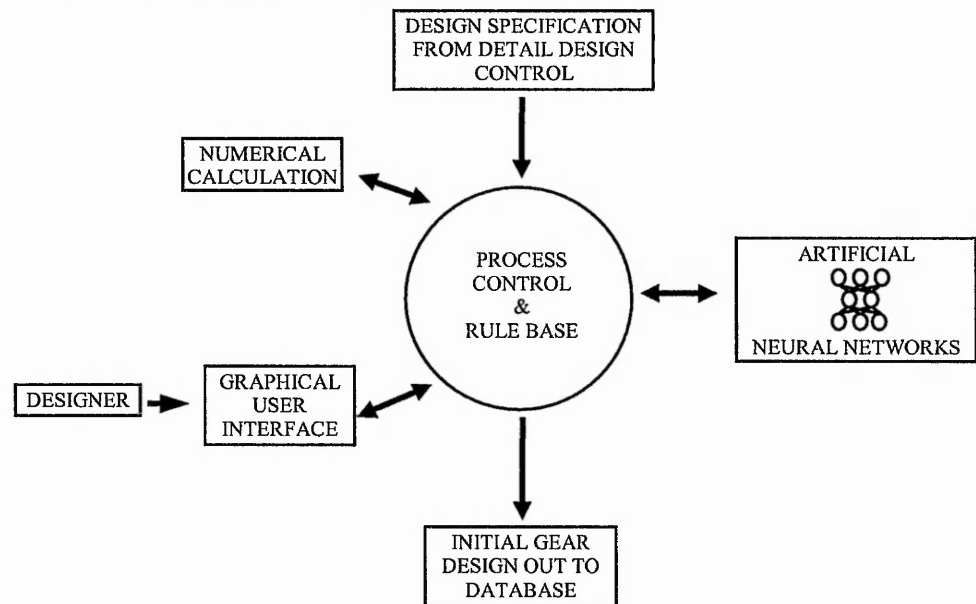 DESIGN SPECIFICATION
FROM DETAIL DESIGN
CONTROL
NUMERICAL
CALCULATION
PROCESS
CONTROL
&
RULE BASE
ARTIFICIAL
NEURAL NETWORKS
DESIGNER
GRAPHICAL
USER
INTERFACE
INITIAL GEAR
DESIGN OUT TO
DATABASE